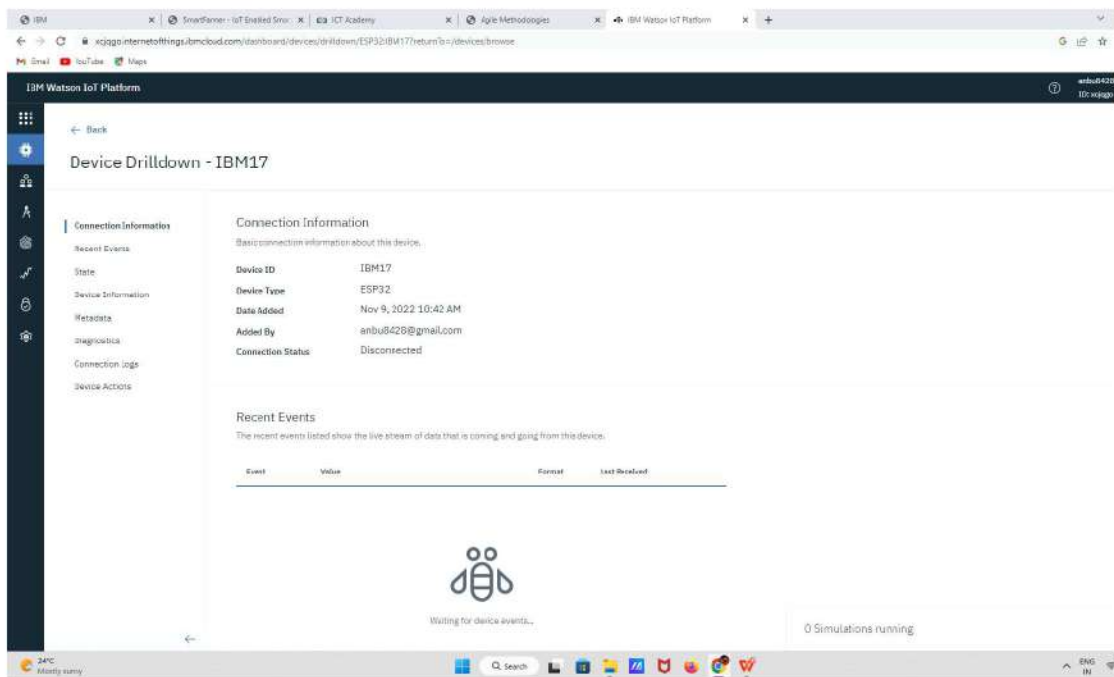 IBM
SmartFarmer - IoT Enabled Smar
ICT Academy
Agile Methodologies
IBM Watson IoT Platform
xcjqgo.internetofthings.ibmcloud.com/dashboard/devices/drilldown/ESP32:IBM17?returnTo=/devices/browse
Gmail YouTube Maps
IBM Watson IoT Platform
anbu8428
ID: xcjqgo
← Back
Device Drilldown - IBM17
Connection Information
Recent Events
State
Device Information
Metadata
Diagnostics
Connection Logs
Device Actions
Connection Information
Basic connection information about this device.
Device ID IBM17
Device Type ESP32
Date Added Nov 9, 2022 10:42 AM
Added By anbu8428@gmail.com
Connection Status Disconnected
Recent Events
The recent events listed show the live stream of data that is coming and going from this device.
Event Value Format Last Received
Waiting for device events...
0 Simulations running
24°C
Mostly sunny
Search
ENG
IN